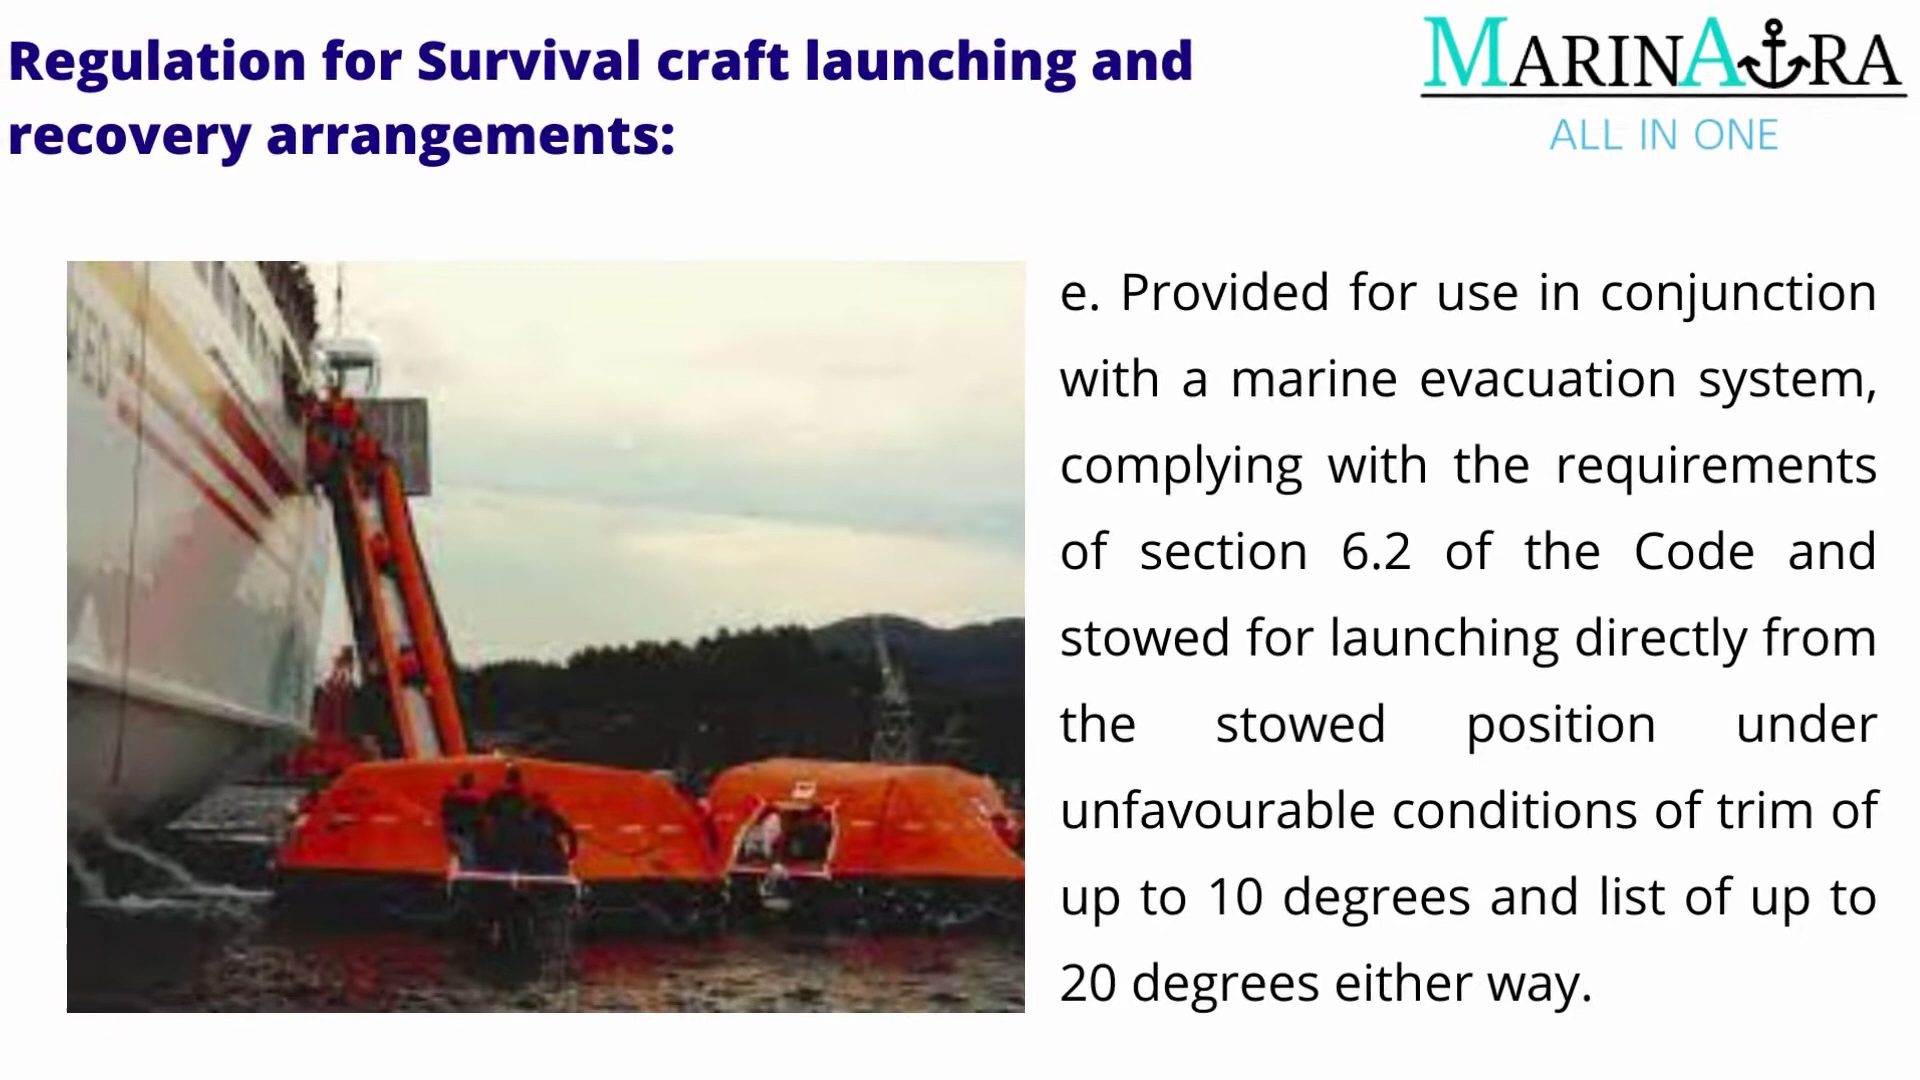 Regulation for Survival craft launching and
recovery arrangements:
MARINAURA
ALL IN ONE
e. Provided for use in conjunction
with a marine evacuation system,
complying with the requirements
of section 6.2 of the Code and
stowed for launching directly from
the stowed position under
unfavourable conditions of trim of
up to 10 degrees and list of up to
20 degrees either way.